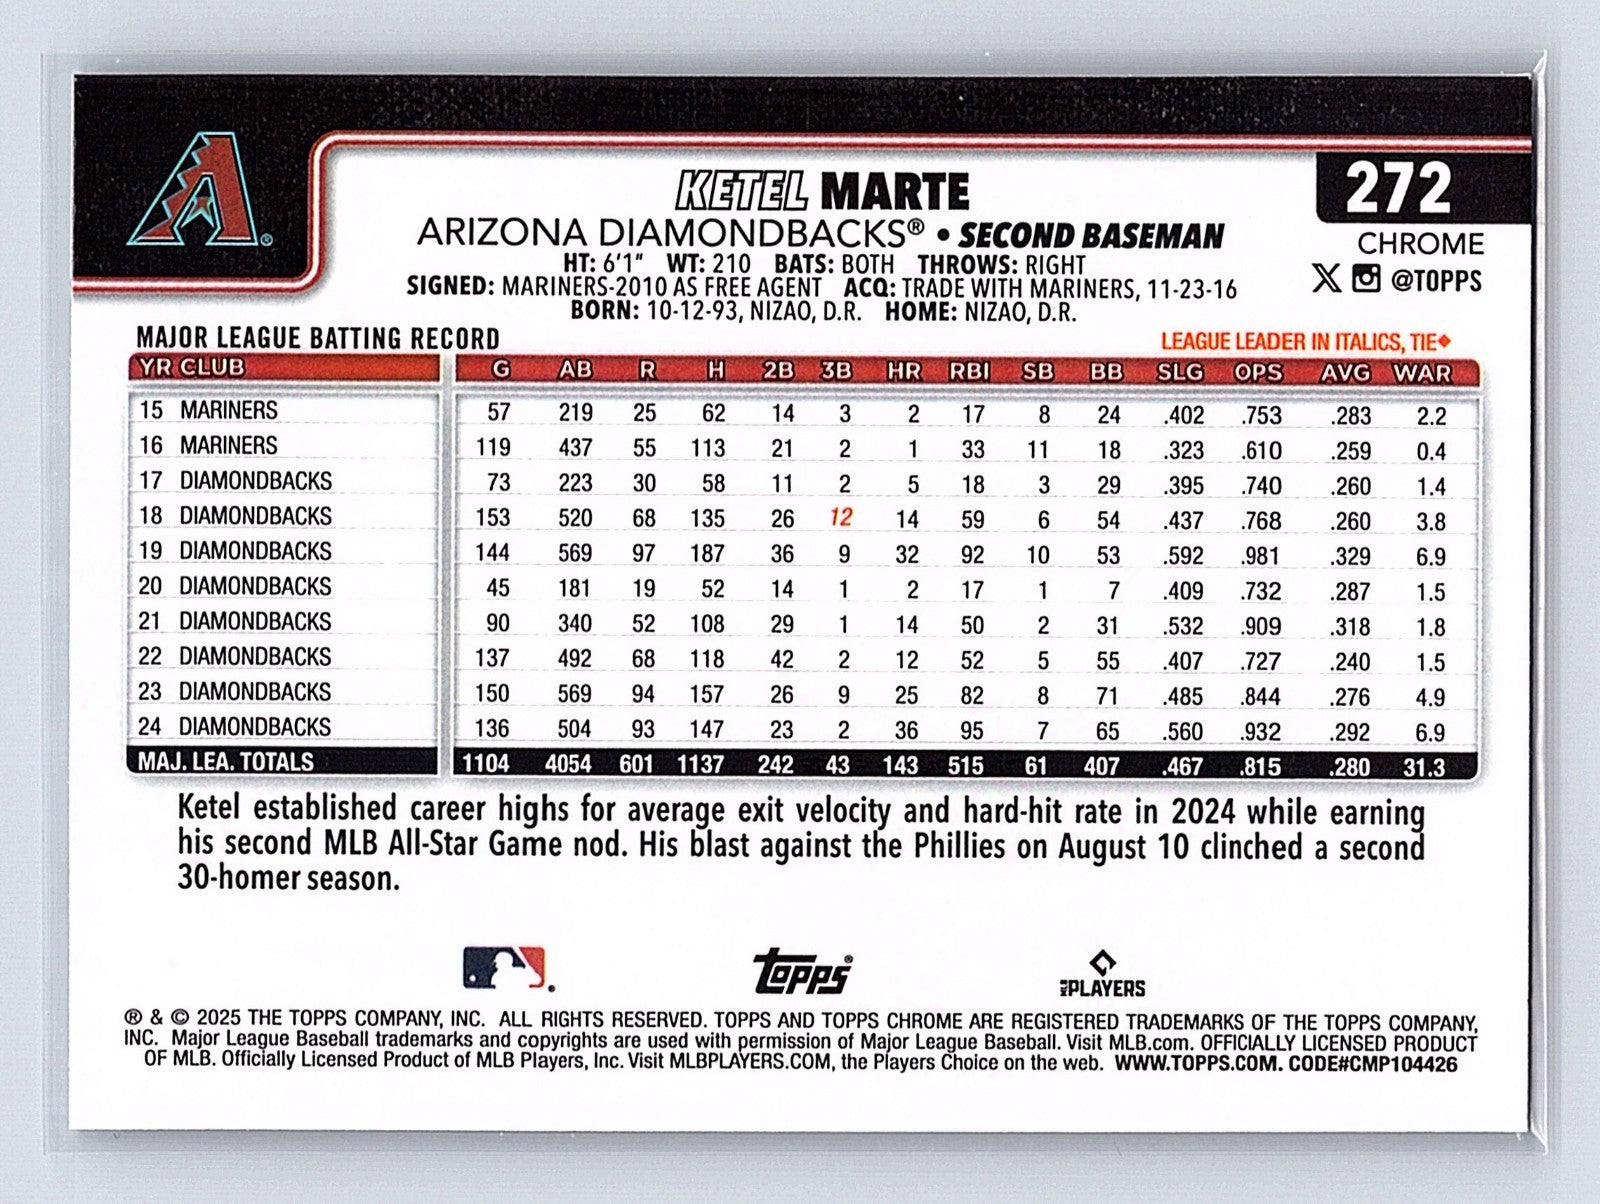 KETEL MARTE
272
ARIZONA DIAMONDBACKS® • SECOND BASEMAN
CHROME
HT: 6'1" WT: 210 BATS: BOTH THROWS: RIGHT
@TOPPS
SIGNED: MARINERS-2010 AS FREE AGENT ACQ: TRADE WITH MARINERS, 11-23-16
BORN: 10-12-93, NIZAO, D.R. HOME: NIZAO, D.R.
MAJOR LEAGUE BATTING RECORD
LEAGUE LEADER IN ITALICS, TIE◆
YR CLUB G AB R H 2B 3B HR RBI SB BB SLG OPS AVG WAR
15 MARINERS 57 219 25 62 14 3 2 17 8 24 .402 .753 .283 2.2
16 MARINERS 119 437 55 113 21 2 1 33 11 18 .323 .610 .259 0.4
17 DIAMONDBACKS 73 223 30 58 11 2 5 18 3 29 .395 .740 .260 1.4
18 DIAMONDBACKS 153 520 68 135 26 12 14 59 6 54 .437 .768 .260 3.8
19 DIAMONDBACKS 144 569 97 187 36 9 32 92 10 53 .592 .981 .329 6.9
20 DIAMONDBACKS 45 181 19 52 14 1 2 17 1 7 .409 .732 .287 1.5
21 DIAMONDBACKS 90 340 52 108 29 1 14 50 2 31 .532 .909 .318 1.8
22 DIAMONDBACKS 137 492 68 118 42 2 12 52 5 55 .407 .727 .240 1.5
23 DIAMONDBACKS 150 569 94 157 26 9 25 82 8 71 .485 .844 .276 4.9
24 DIAMONDBACKS 136 504 93 147 23 2 36 95 7 65 .560 .932 .292 6.9
MAJ. LEA. TOTALS 1104 4054 601 1137 242 43 143 515 61 407 .467 .815 .280 31.3
Ketel established career highs for average exit velocity and hard-hit rate in 2024 while earning
his second MLB All-Star Game nod. His blast against the Phillies on August 10 clinched a second
30-homer season.
Topps®
MLB PLAYERS
® & © 2025 THE TOPPS COMPANY, INC. ALL RIGHTS RESERVED. TOPPS AND TOPPS CHROME ARE REGISTERED TRADEMARKS OF THE TOPPS COMPANY,
INC. Major League Baseball trademarks and copyrights are used with permission of Major League Baseball. Visit MLB.com. OFFICIALLY LICENSED PRODUCT
OF MLB. Officially Licensed Product of MLB Players, Inc. Visit MLBPLAYERS.COM, the Players Choice on the web. WWW.TOPPS.COM. CODE#CMP104426